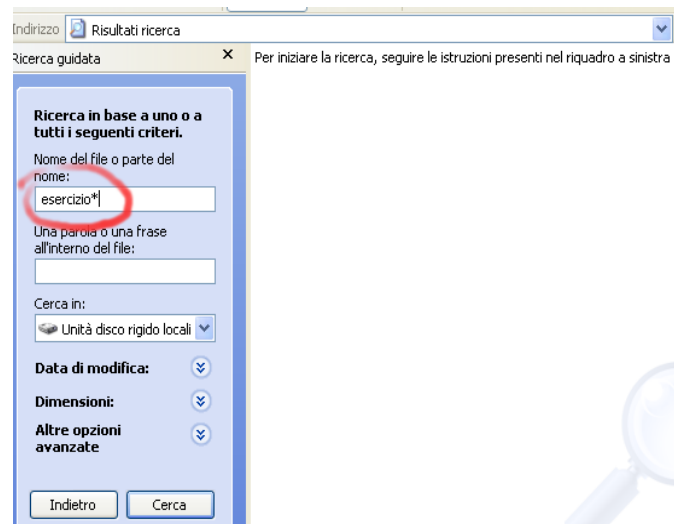 Indirizzo Risultati ricerca
Ricerca guidata
Per iniziare la ricerca, seguire le istruzioni presenti nel riquadro a sinistra
Ricerca in base a uno o a
tutti i seguenti criteri.
Nome del file o parte del
nome:
esercizio*
Una parola o una frase
all'interno del file:
Cerca in:
Unità disco rigido locali
Data di modifica:
Dimensioni:
Altre opzioni
avanzate
Indietro Cerca